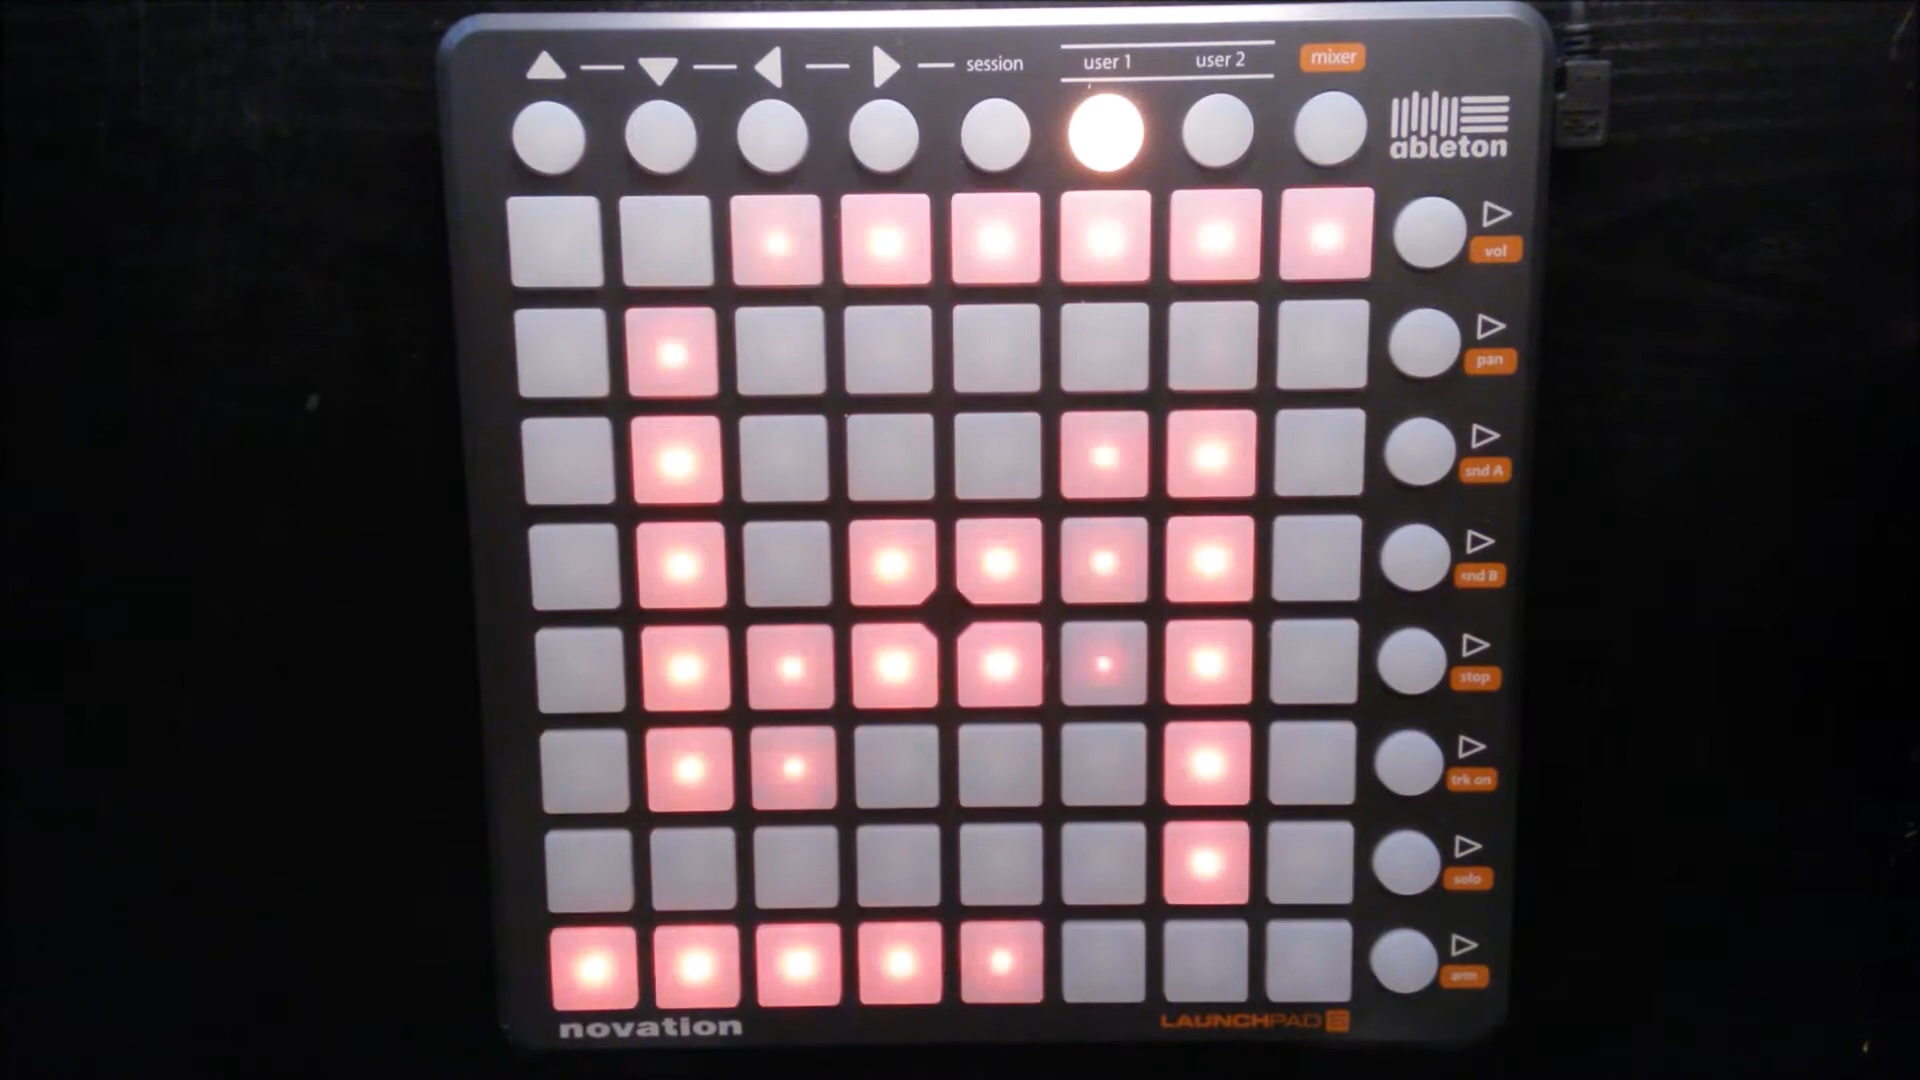 session
user 1
user 2
mixer
ableton
vol
pan
snd A
snd B
stop
trk on
solo
arm
novation
LAUNCHPAD S